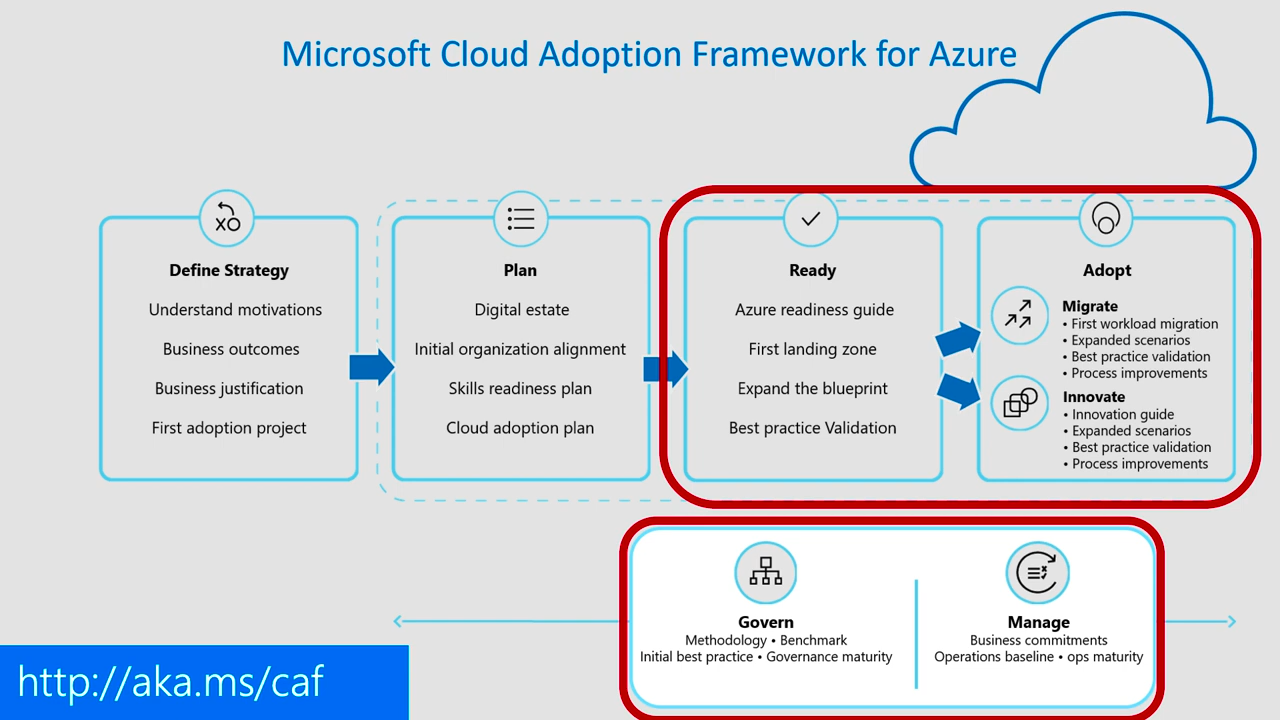 Microsoft Cloud Adoption Framework for Azure
Define Strategy
Understand motivations
Business outcomes
Business justification
First adoption project
Plan
Digital estate
Initial organization alignment
Skills readiness plan
Cloud adoption plan
Ready
Azure readiness guide
First landing zone
Expand the blueprint
Best practice Validation
Adopt
Migrate
• First workload migration
• Expanded scenarios
• Best practice validation
• Process improvements
Innovate
• Innovation guide
• Expanded scenarios
• Best practice validation
• Process improvements
Govern
Methodology • Benchmark
Initial best practice • Governance maturity
Manage
Business commitments
Operations baseline • ops maturity
http://aka.ms/caf